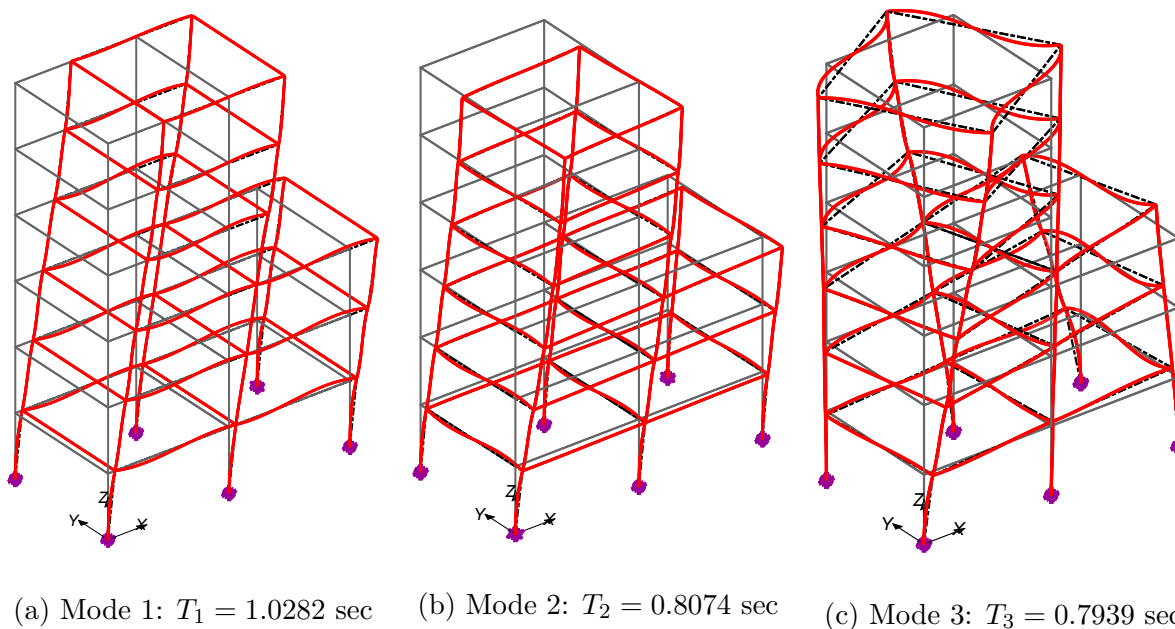 Z Y X
Z Y X
Z Y X
(a) Mode 1: T₁ = 1.0282 sec
(b) Mode 2: T₂ = 0.8074 sec
(c) Mode 3: T₃ = 0.7939 sec